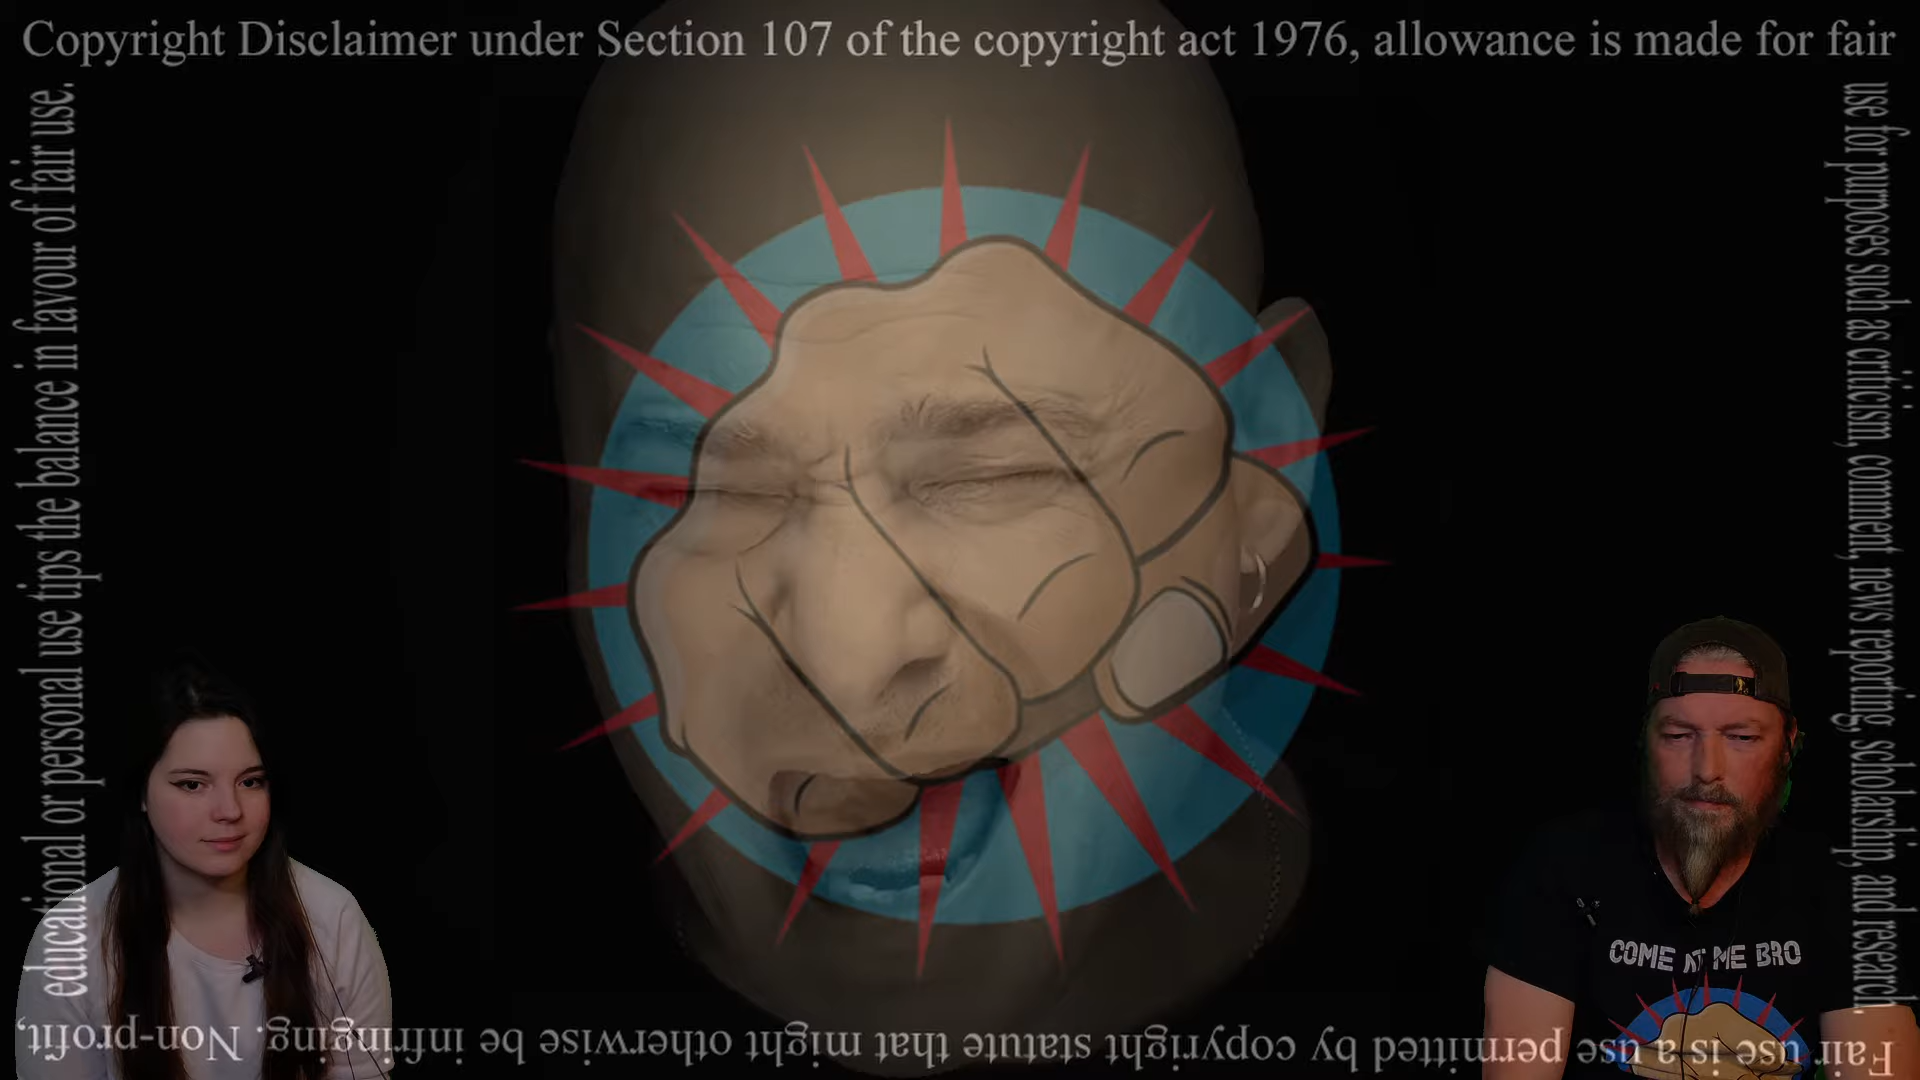 Copyright Disclaimer under Section 107 of the copyright act 1976, allowance is made for fair
use for purposes such as criticism, comment, news reporting, scholarship, and research.
Fair use is a use permitted by copyright statute that might otherwise be infringing. Non-profit,
educational or personal use tips the balance in favour of fair use.
COME AT ME BRO